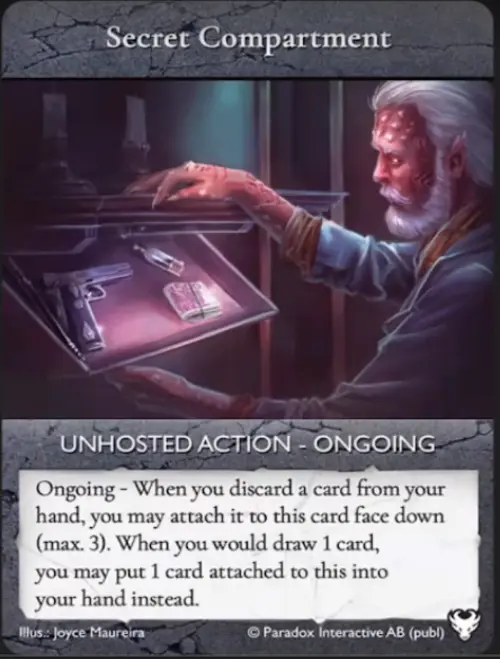 Secret Compartment
UNHOSTED ACTION - ONGOING
Ongoing - When you discard a card from your
hand, you may attach it to this card face down
(max. 3). When you would draw 1 card,
you may put 1 card attached to this into
your hand instead.
Illus.: Joyce Maureira © Paradox Interactive AB (publ)